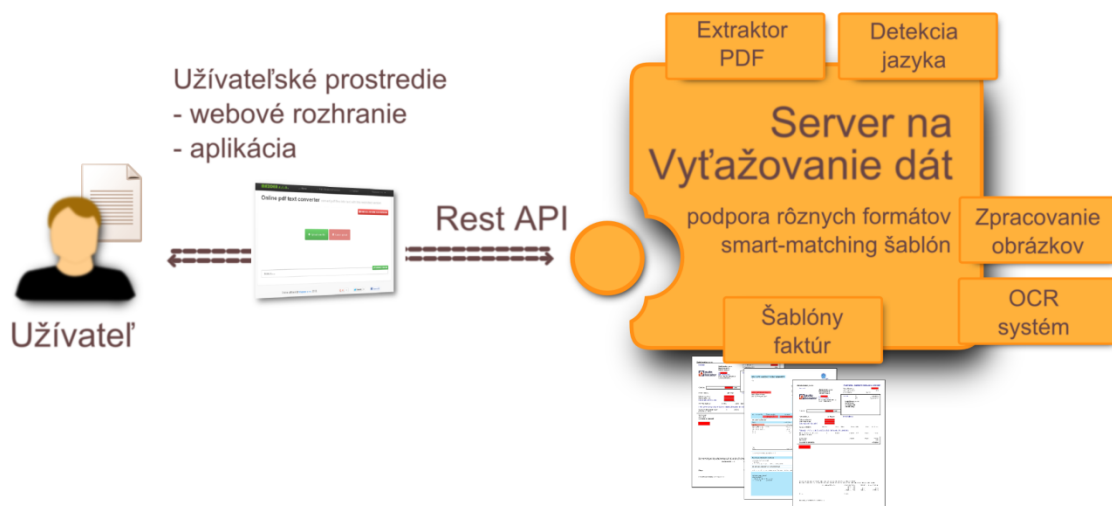 Užívateľské prostredie
- webové rozhranie
- aplikácia
Užívateľ
Online pdf text converter
Rest API
Extraktor
PDF
Detekcia
jazyka
Server na
Vyťažovanie dát
podpora rôznych formátov
smart-matching šablón
Zpracovanie
obrázkov
OCR
systém
Šablóny
faktúr